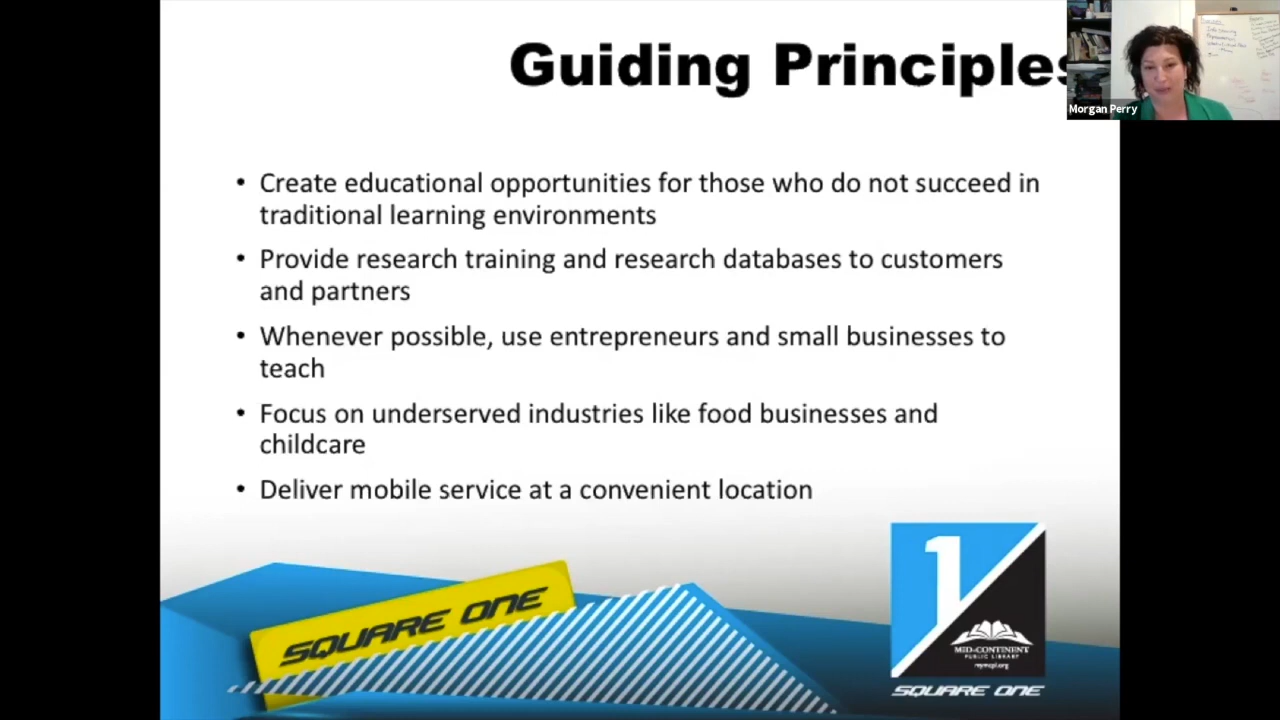 Guiding Principles
Morgan Perry
• Create educational opportunities for those who do not succeed in
traditional learning environments
• Provide research training and research databases to customers
and partners
• Whenever possible, use entrepreneurs and small businesses to
teach
• Focus on underserved industries like food businesses and
childcare
• Deliver mobile service at a convenient location
SQUARE ONE
1
MID-CONTINENT
PUBLIC LIBRARY
mymcpl.org
SQUARE ONE